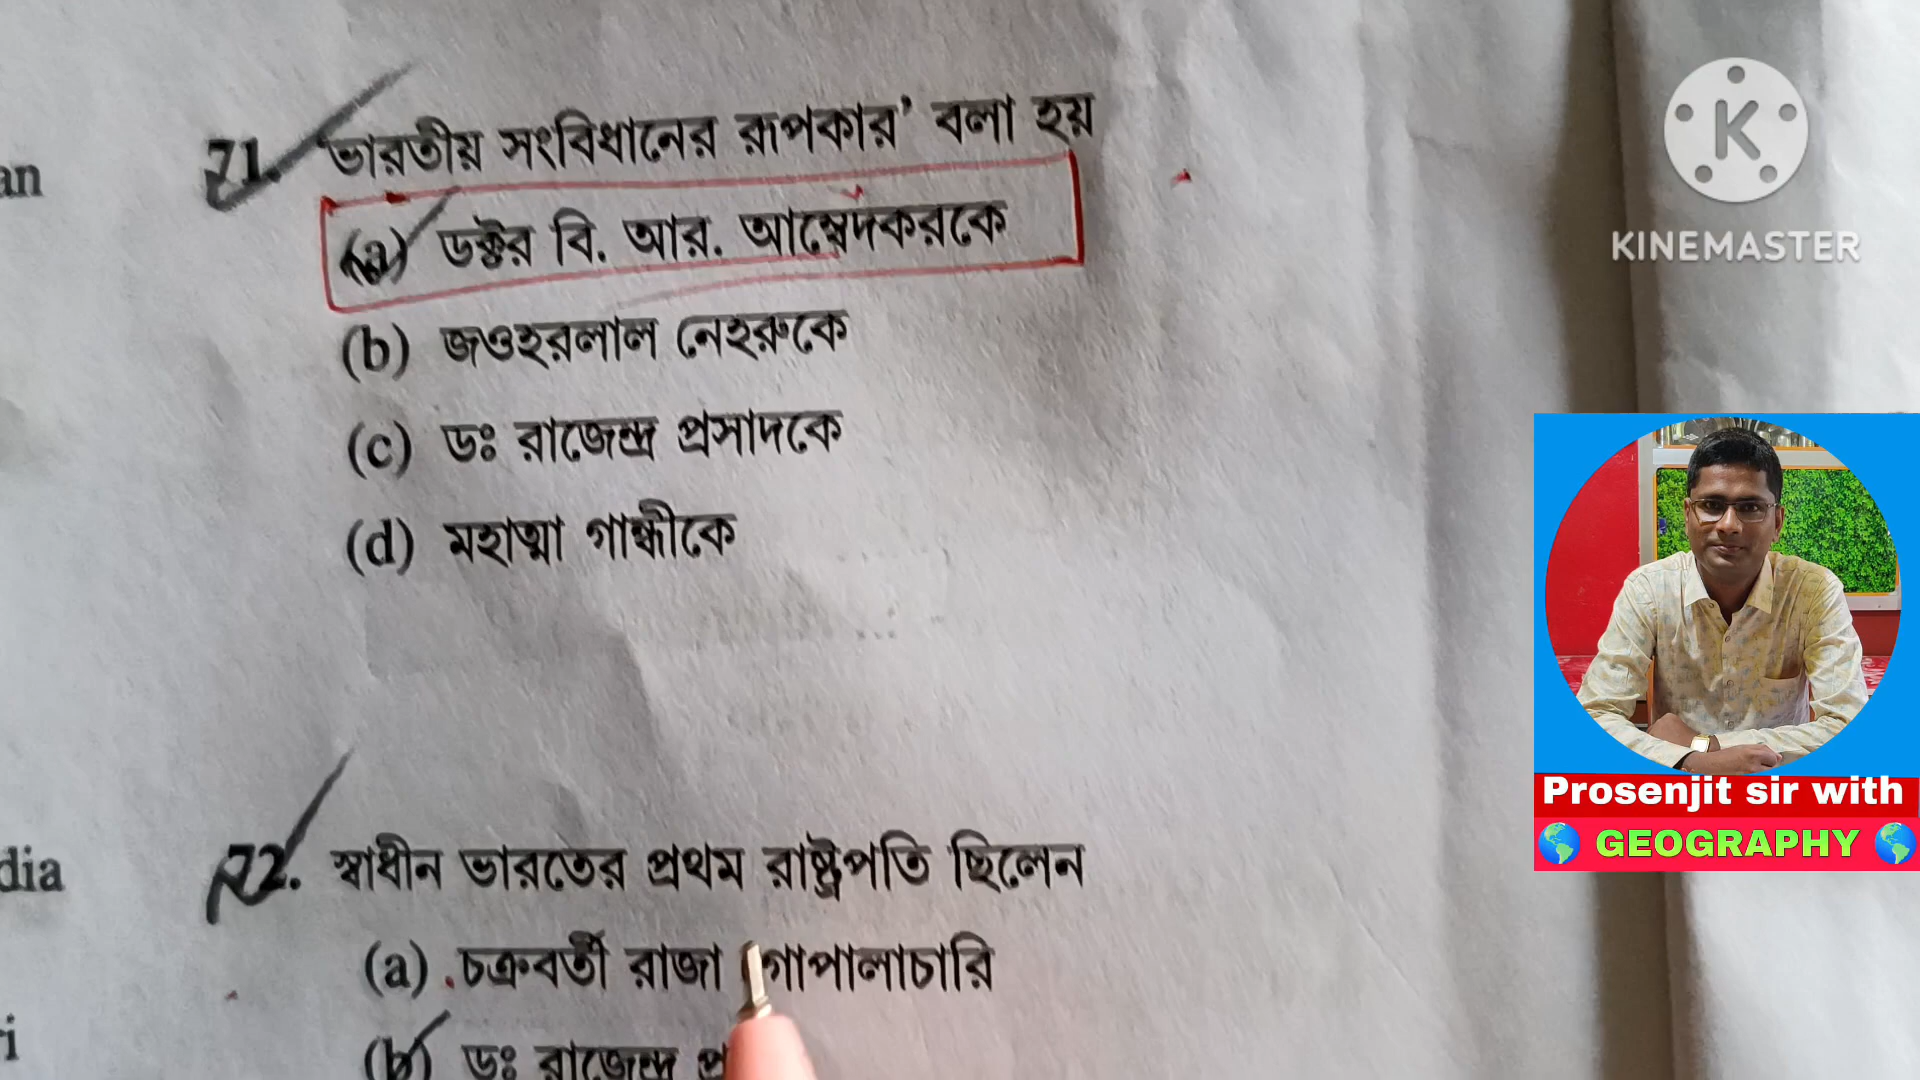 an
71. 'ভারতীয় সংবিধানের রূপকার' বলা হয়
(a) ডক্টর বি. আর. আম্বেদকরকে
(b) জওহরলাল নেহরুকে
(c) ডঃ রাজেন্দ্র প্রসাদকে
(d) মহাত্মা গান্ধীকে
dia
72. স্বাধীন ভারতের প্রথম রাষ্ট্রপতি ছিলেন
(a) চক্রবর্তী রাজা গোপালাচারি
(b) ডঃ রাজেন্দ্র
K
KINEMASTER
Prosenjit sir with
GEOGRAPHY